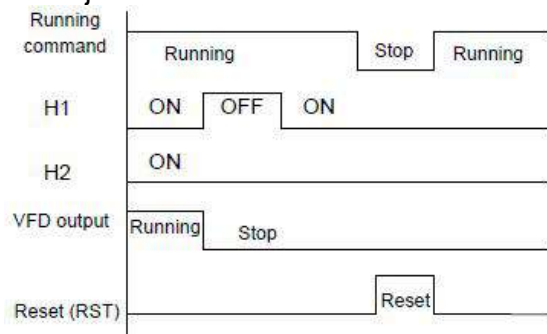 Running
command
Running
Stop
Running
H1
ON
OFF
ON
H2
ON
VFD output
Running
Stop
Reset (RST)
Reset